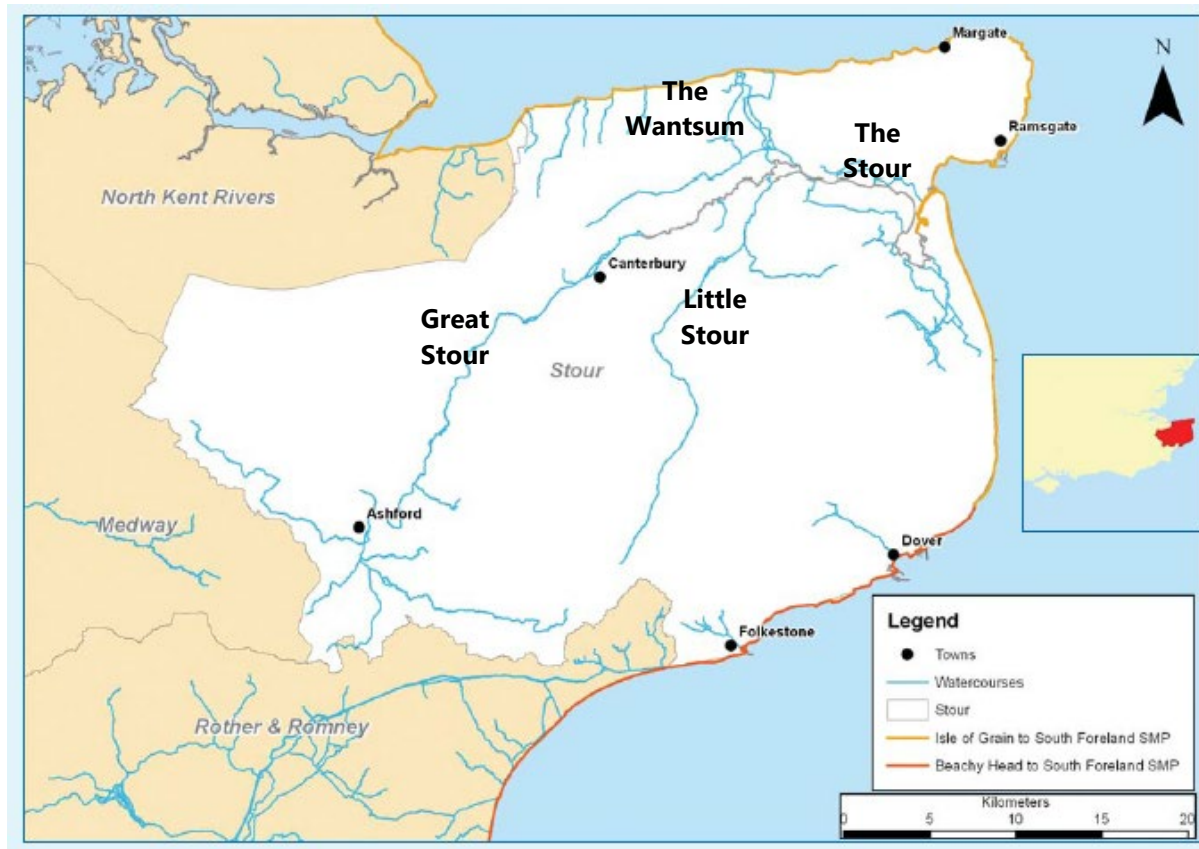 Margate
N
The
Wantsum
The
Stour
Ramsgate
North Kent Rivers
Canterbury
Great
Stour
Little
Stour
Stour
Ashford
Medway
Dover
Folkestone
Rother & Romney
Legend
Towns
Watercourses
Stour
Isle of Grain to South Foreland SMP
Beachy Head to South Foreland SMP
Kilometers
0 5 10 15 20